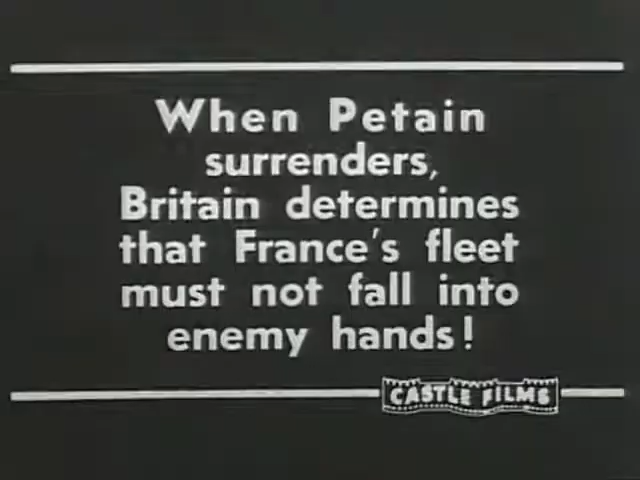 When Petain
surrenders,
Britain determines
that France's fleet
must not fall into
enemy hands!
CASTLE FILMS